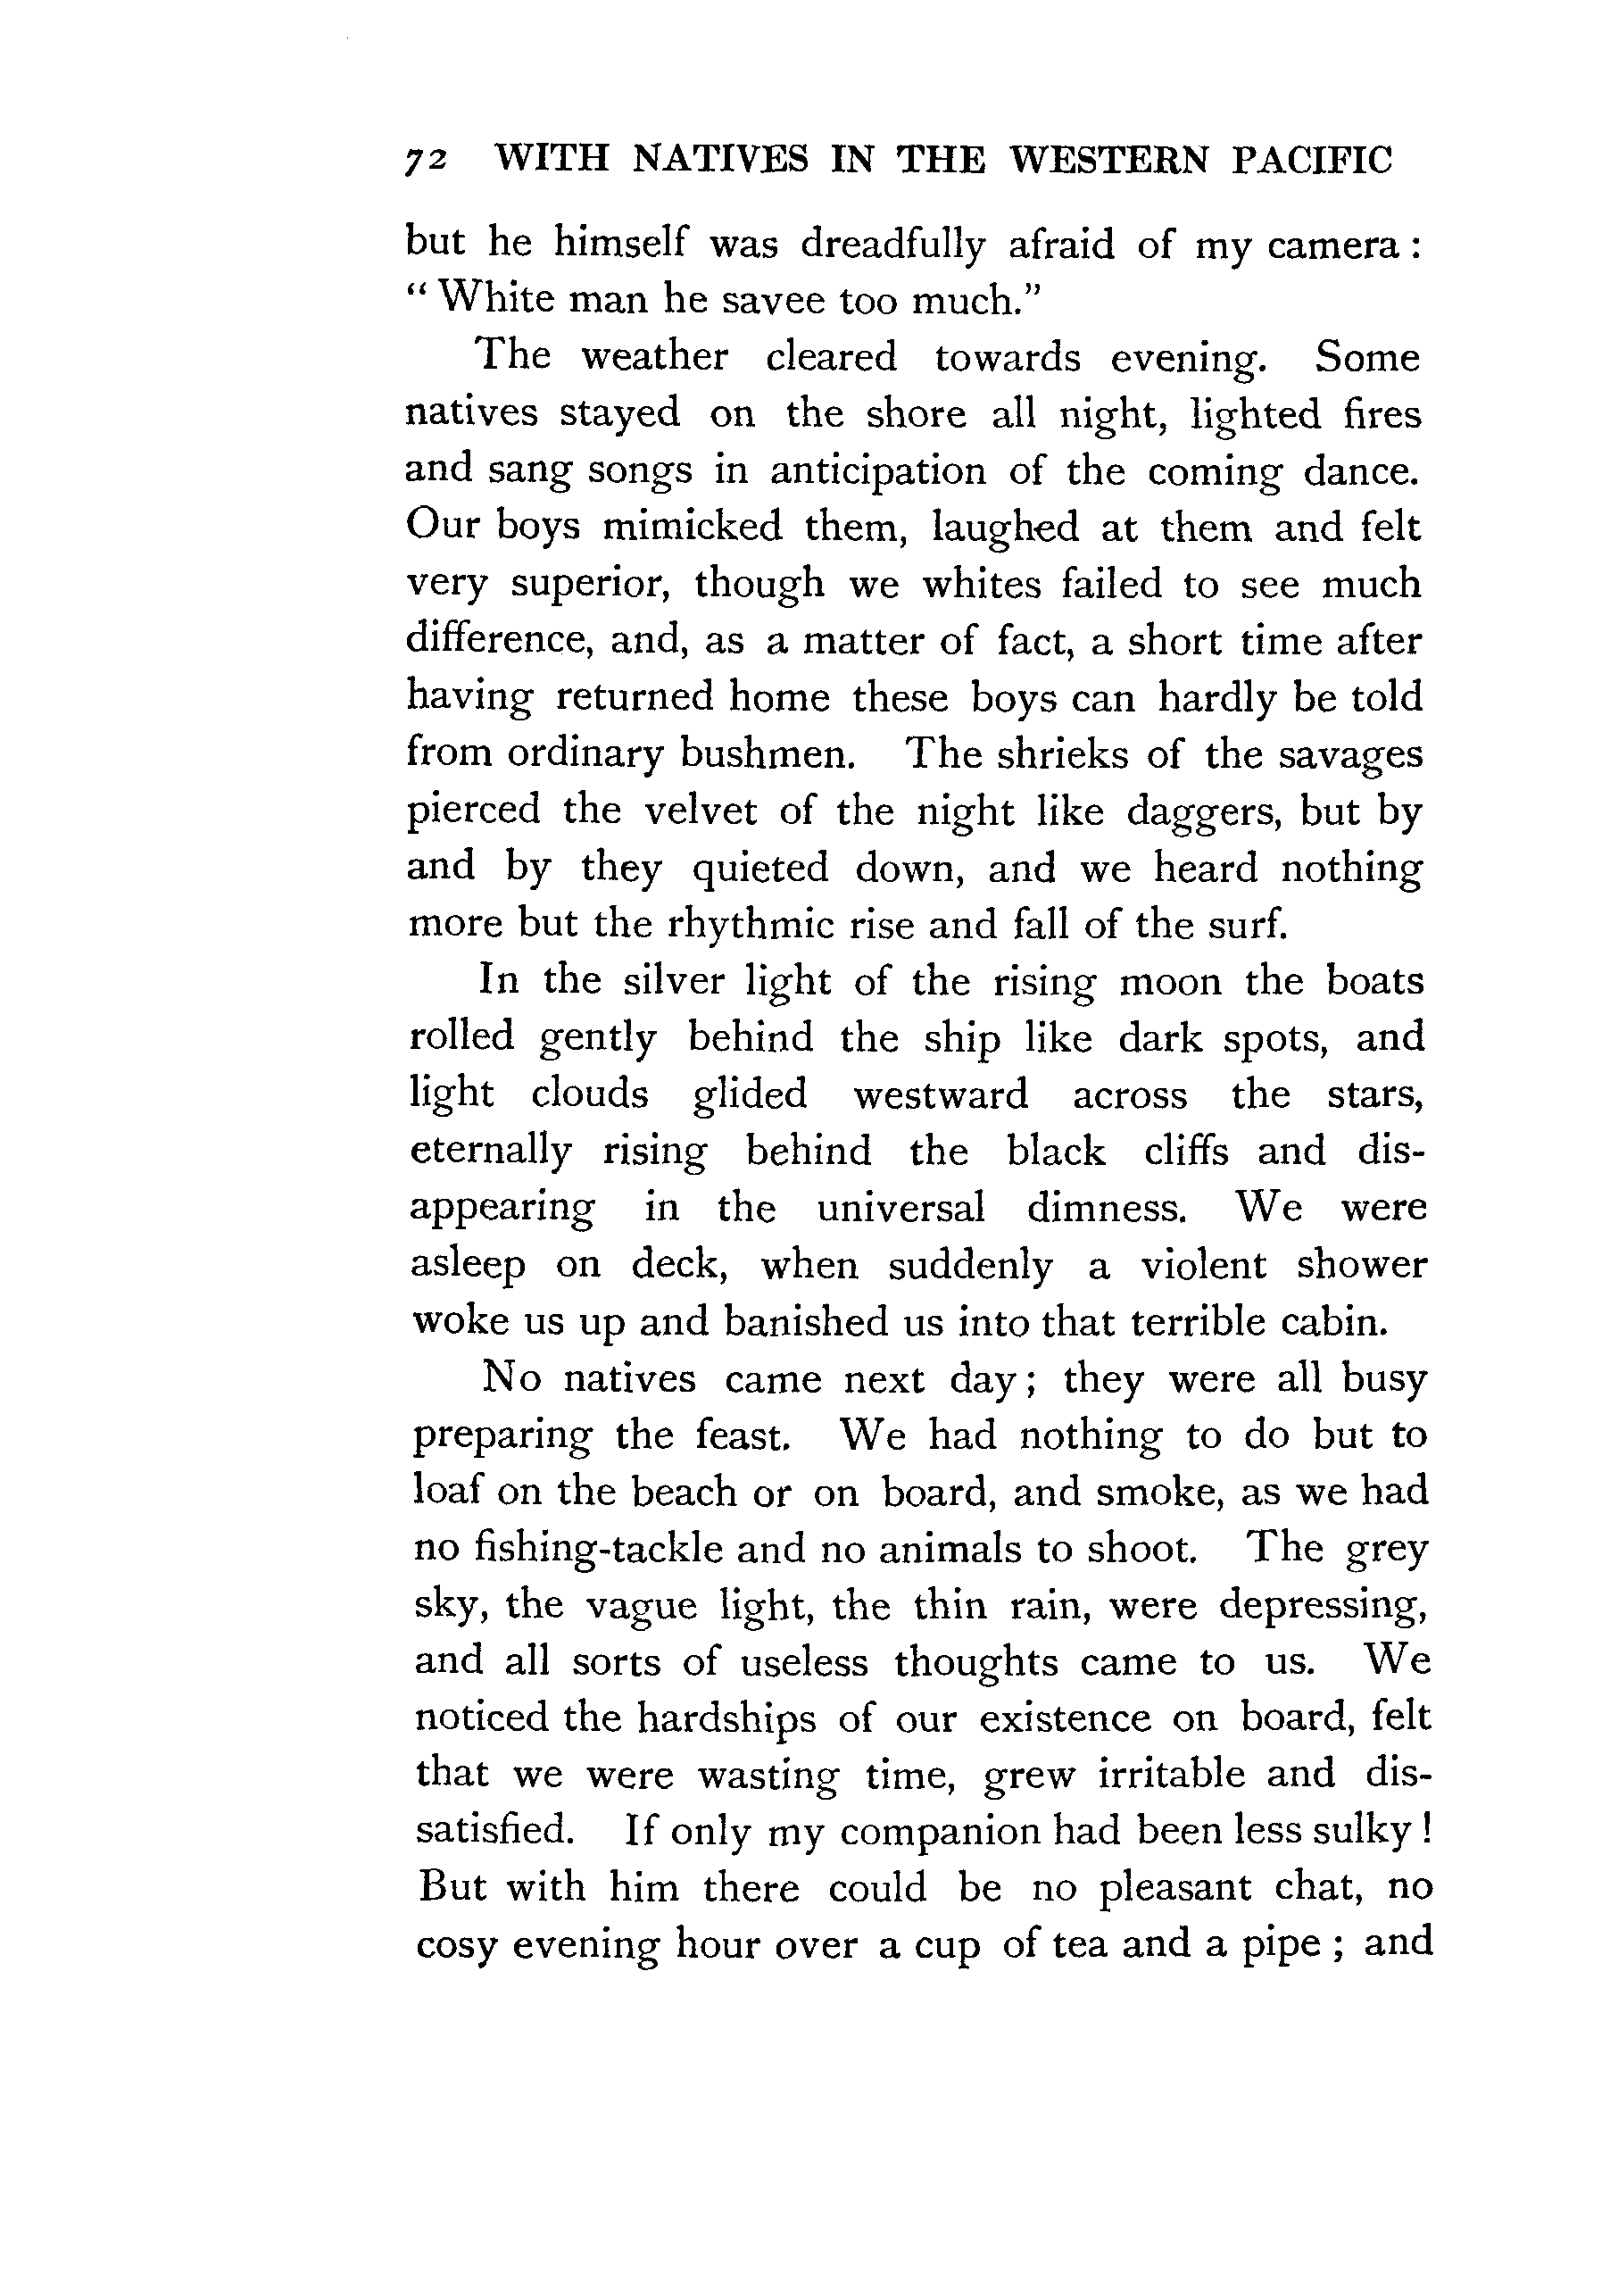 72 WITH NATIVES IN THE WESTERN PACIFIC
but he himself was dreadfully afraid of my camera :
“ White man he savee too much.”
The weather cleared towards evening. Some
natives stayed on the shore all night, lighted fires
and sang songs in anticipation of the coming dance.
Our boys mimicked them, laughed at them and felt
very superior, though we whites failed to see much
difference, and, as a matter of fact, a short time after
having returned home these boys can hardly be told
from ordinary bushmen. The shrieks of the savages
pierced the velvet of the night like daggers, but by
and by they quieted down, and we heard nothing
more but the rhythmic rise and fall of the surf.
In the silver light of the rising moon the boats
rolled gently behind the ship like dark spots, and
light clouds glided westward across the stars,
eternally rising behind the black cliffs and dis-
appearing in the universal dimness. We were
asleep on deck, when suddenly a violent shower
woke us up and banished us into that terrible cabin.
No natives came next day ; they were all busy
preparing the feast. We had nothing to do but to
loaf on the beach or on board, and smoke, as we had
no fishing-tackle and no animals to shoot. The grey
sky, the vague light, the thin rain, were depressing,
and all sorts of useless thoughts came to us. We
noticed the hardships of our existence on board, felt
that we were wasting time, grew irritable and dis-
satisfied. If only my companion had been less sulky !
But with him there could be no pleasant chat, no
cosy evening hour over a cup of tea and a pipe ; and